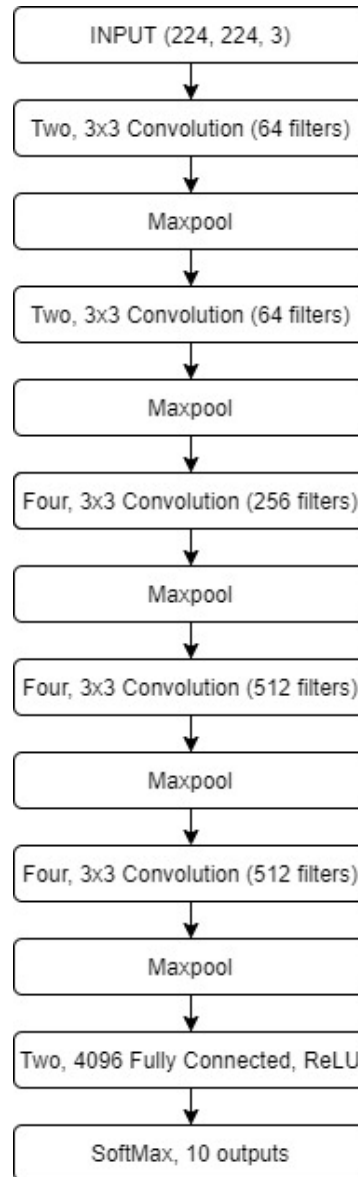 INPUT (224, 224, 3)
Two, 3x3 Convolution (64 filters)
Maxpool
Two, 3x3 Convolution (64 filters)
Maxpool
Four, 3x3 Convolution (256 filters)
Maxpool
Four, 3x3 Convolution (512 filters)
Maxpool
Four, 3x3 Convolution (512 filters)
Maxpool
Two, 4096 Fully Connected, ReLU
SoftMax, 10 outputs